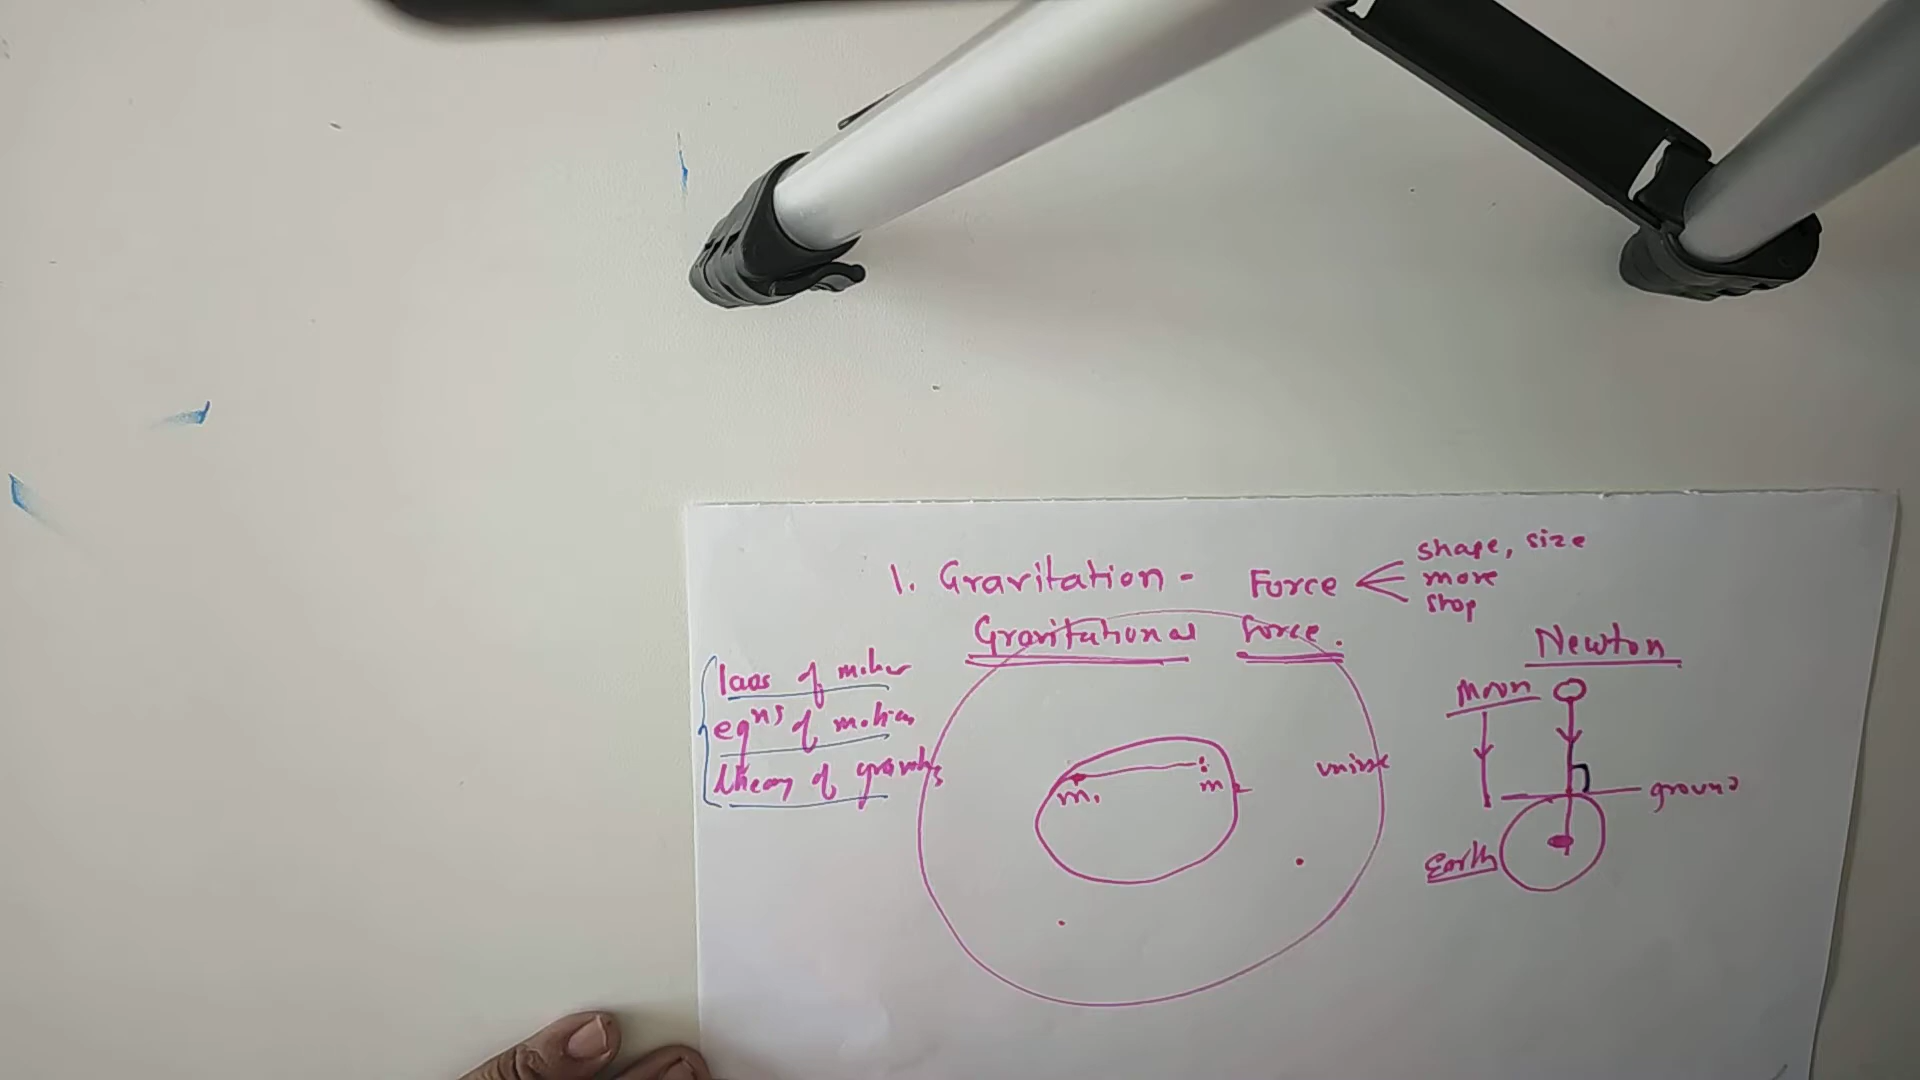 1. Gravitation - Force
shape, size
move
stop
Gravitational Force.
laws of motion
eqns of motion
theory of gravity
m1
m
universe
Newton
Moon
ground
Earth